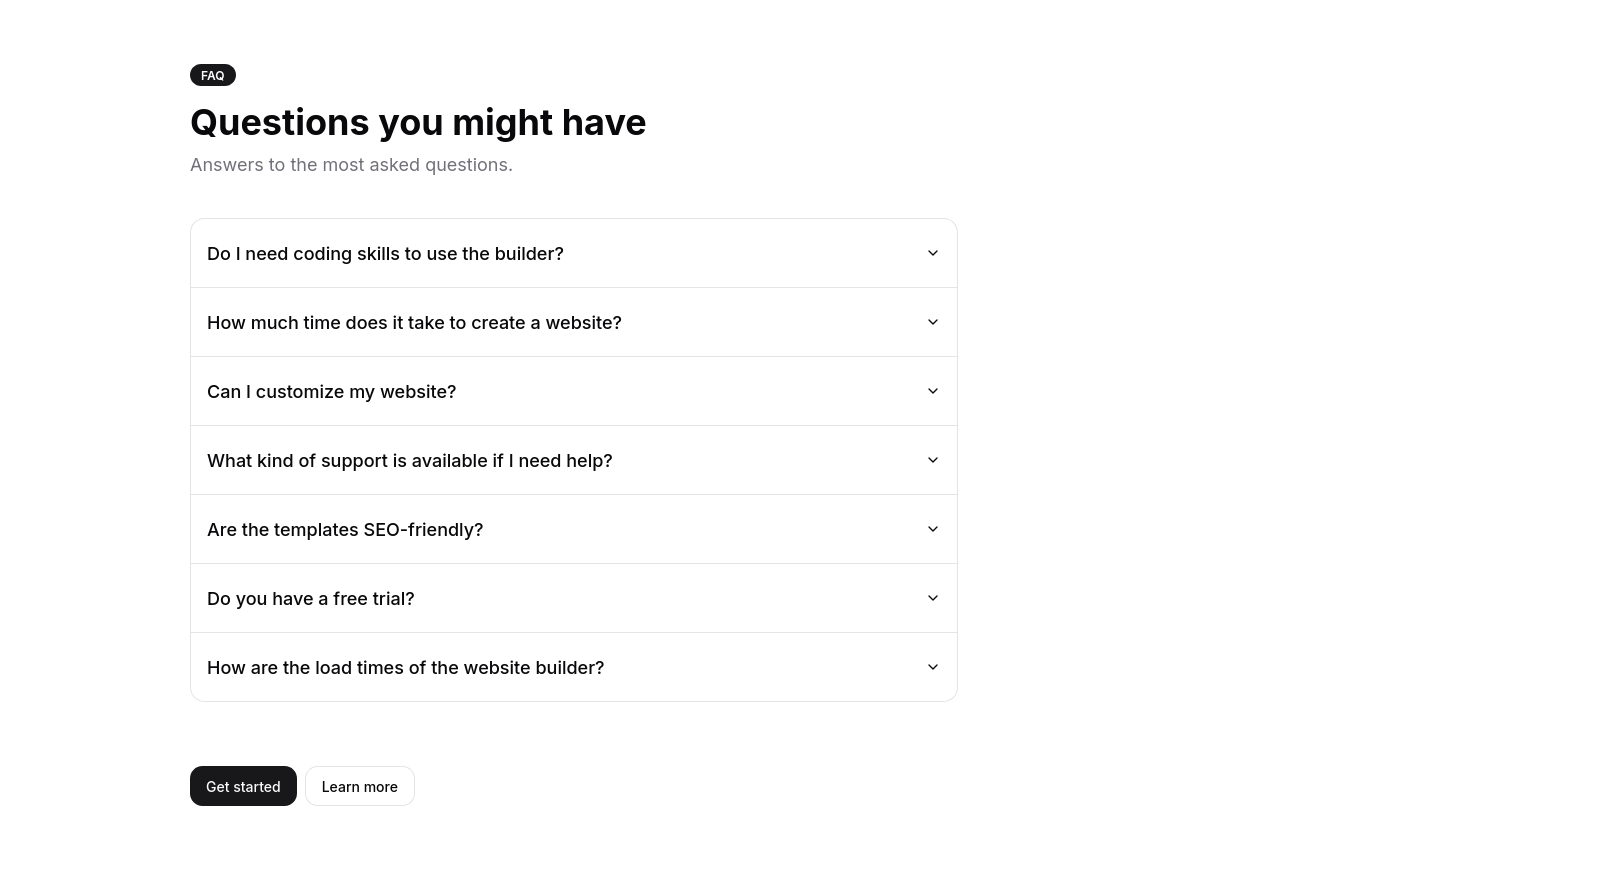 FAQ
Questions you might have
Answers to the most asked questions.
Do I need coding skills to use the builder?
How much time does it take to create a website?
Can I customize my website?
What kind of support is available if I need help?
Are the templates SEO-friendly?
Do you have a free trial?
How are the load times of the website builder?
Get started
Learn more